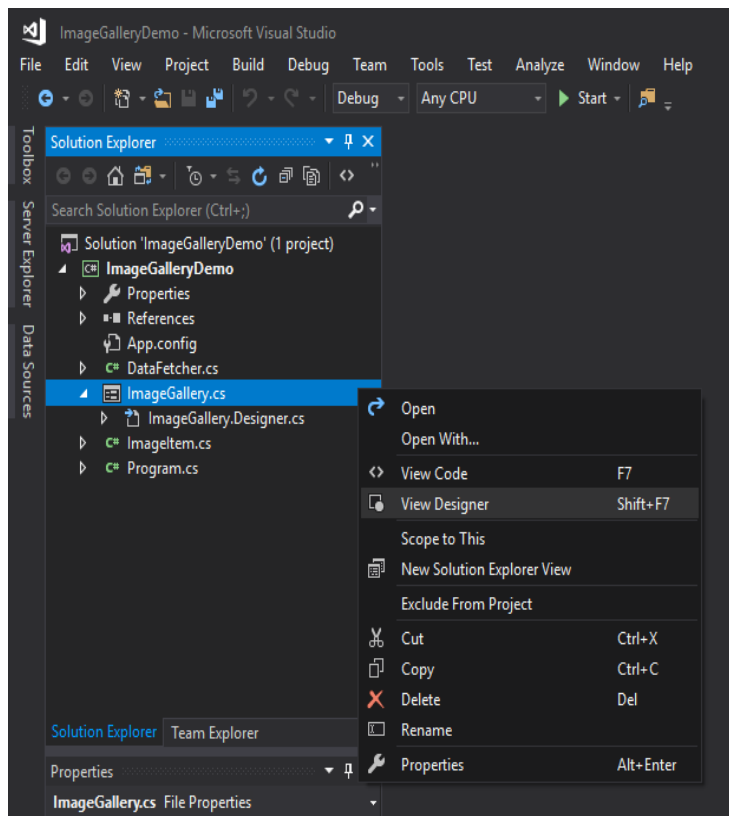 ImageGalleryDemo - Microsoft Visual Studio
File Edit View Project Build Debug Team Tools Test Analyze Window Help
Debug Any CPU Start
Toolbox
Server Explorer
Data Sources
Solution Explorer
Search Solution Explorer (Ctrl+;)
Solution 'ImageGalleryDemo' (1 project)
C# ImageGalleryDemo
Properties
References
App.config
C# DataFetcher.cs
ImageGallery.cs
ImageGallery.Designer.cs
C# ImageItem.cs
C# Program.cs
Open
Open With...
View Code F7
View Designer Shift+F7
Scope to This
New Solution Explorer View
Exclude From Project
Cut Ctrl+X
Copy Ctrl+C
Delete Del
Rename
Properties Alt+Enter
Solution Explorer Team Explorer
Properties
ImageGallery.cs File Properties